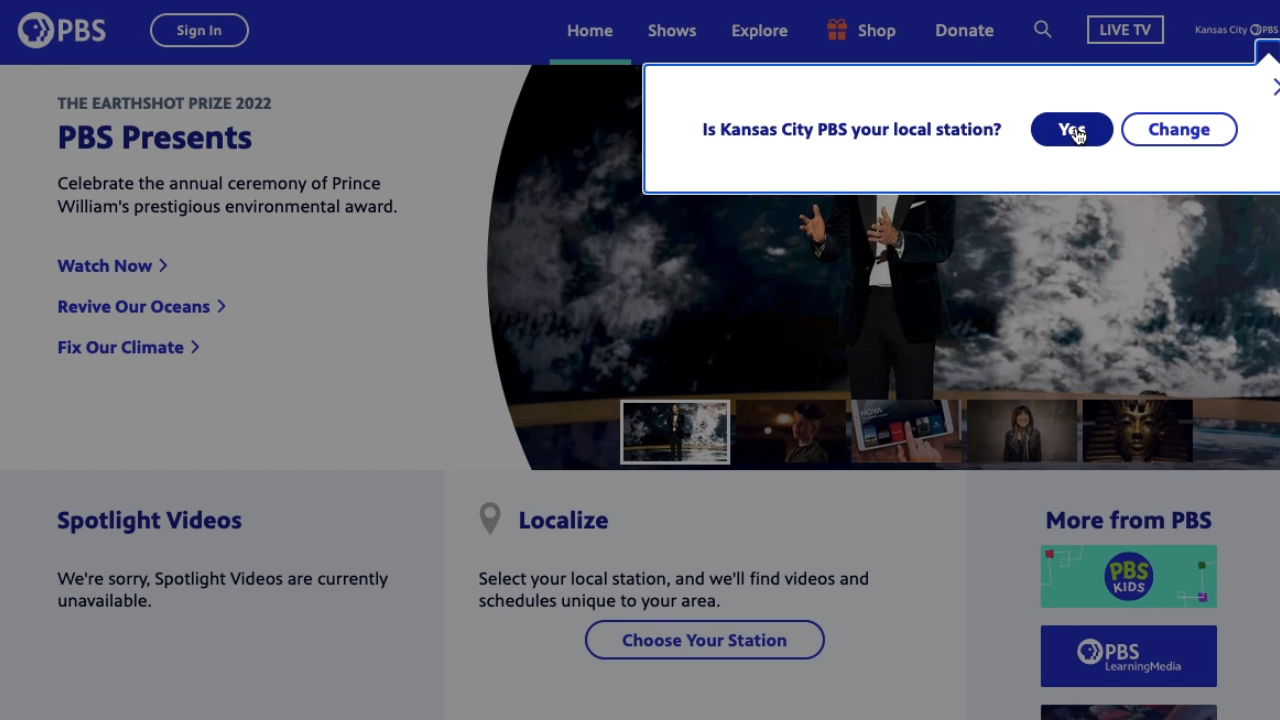 PBS
Sign In
Home
Shows
Explore
Shop
Donate
LIVE TV
Kansas City PBS
THE EARTHSHOT PRIZE 2022
PBS Presents
Celebrate the annual ceremony of Prince
William's prestigious environmental award.
Watch Now
Revive Our Oceans
Fix Our Climate
Is Kansas City PBS your local station?
Yes
Change
NOVA
Spotlight Videos
We're sorry, Spotlight Videos are currently
unavailable.
Localize
Select your local station, and we'll find videos and
schedules unique to your area.
Choose Your Station
More from PBS
PBS
KIDS
PBS
LearningMedia